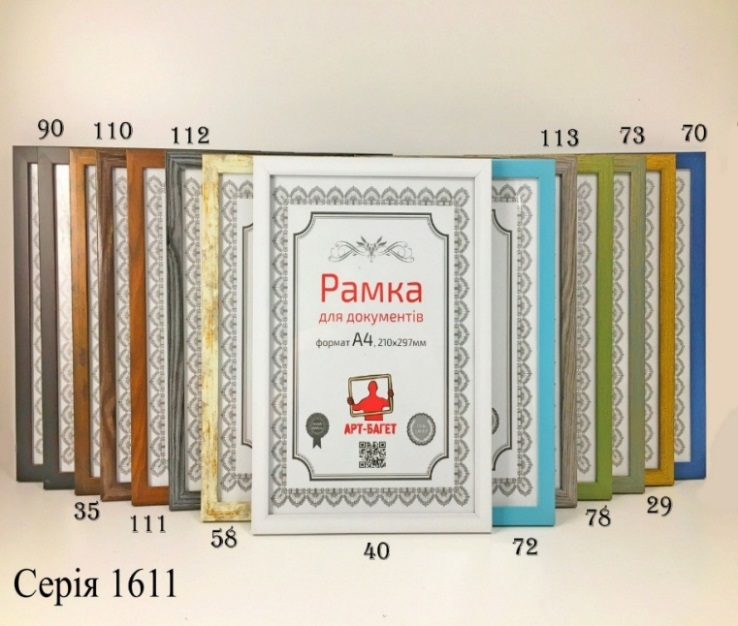 90
110
112
113
73
70
Рамка
для документів
формат А4, 210х297мм
АРТ-БАГЕТ
35
111
58
40
72
78
29
Серія 1611